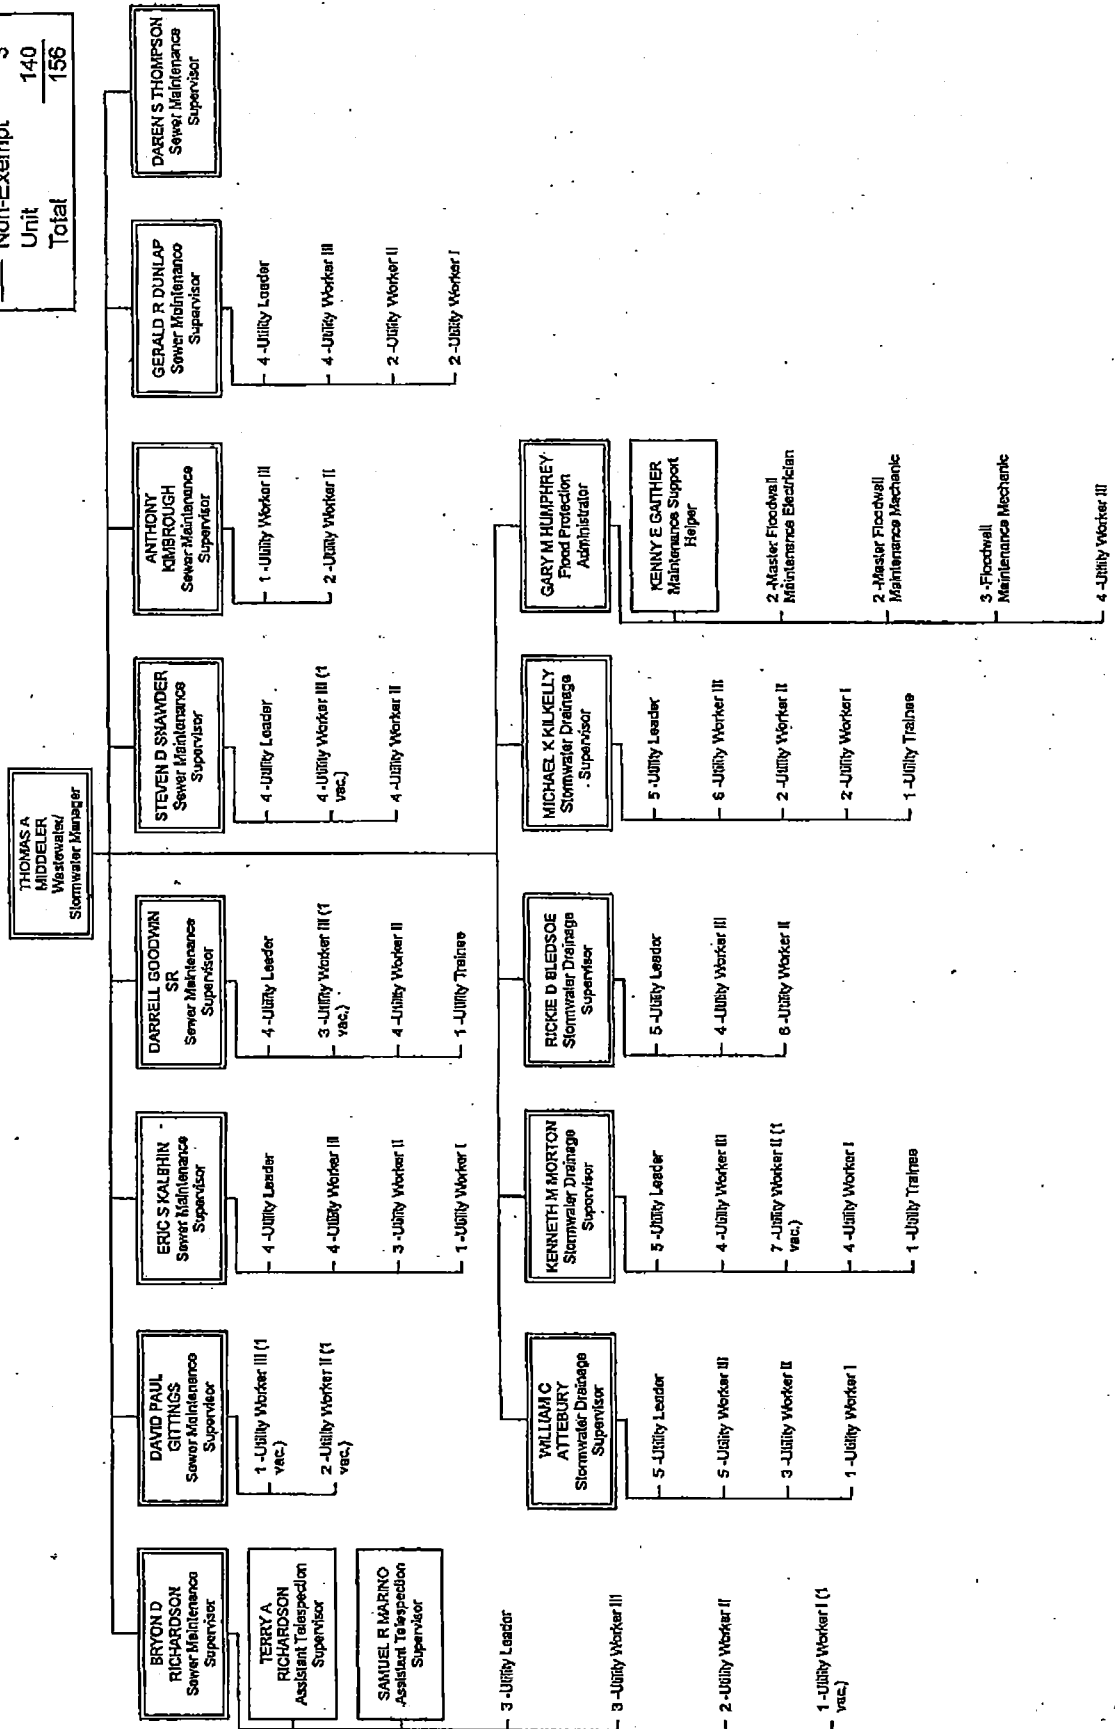 Non-Exempt 3
Unit 140
Total 156
THOMAS A
MIDDELER
Wastewater/
Stormwater Manager
BRYON D
RICHARDSON
Sewer Maintenance
Supervisor
TERRY A
RICHARDSON
Assistant Telespection
Supervisor
SAMUEL R MARINO
Assistant Telespection
Supervisor
3 -Utility Leader
3 -Utility Worker III
2 -Utility Worker II
1 -Utility Worker I (1
vac.)
DAVID PAUL
GITTINGS
Sewer Maintenance
Supervisor
1 -Utility Worker III (1
vac.)
2 -Utility Worker II (1
vac.)
ERIC S KALBHIN
Sewer Maintenance
Supervisor
4 -Utility Leader
4 -Utility Worker III
3 -Utility Worker II
1 -Utility Worker I
DARRELL GOODWIN
SR
Sewer Maintenance
Supervisor
4 -Utility Leader
3 -Utility Worker III (1
vac.)
4 -Utility Worker II
1 -Utility Trainee
STEVEN D SNAWDER
Sewer Maintenance
Supervisor
4 -Utility Leader
4 -Utility Worker III (1
vac.)
4 -Utility Worker II
ANTHONY
KIMBROUGH
Sewer Maintenance
Supervisor
1 -Utility Worker III
2 -Utility Worker II
GERALD R DUNLAP
Sewer Maintenance
Supervisor
4 -Utility Leader
4 -Utility Worker III
2 -Utility Worker II
2 -Utility Worker I
DAREN S THOMPSON
Sewer Maintenance
Supervisor
WILLIAM C
ATTEBURY
Stormwater Drainage
Supervisor
5 -Utility Leader
5 -Utility Worker III
3 -Utility Worker II
1 -Utility Worker I
KENNETH M MORTON
Stormwater Drainage
Supervisor
5 -Utility Leader
4 -Utility Worker III
7 -Utility Worker II (1
vac.)
4 -Utility Worker I
1 -Utility Trainee
RICKIE D BLEDSOE
Stormwater Drainage
Supervisor
5 -Utility Leader
4 -Utility Worker III
6 -Utility Worker II
MICHAEL K KILKELLY
Stormwater Drainage
Supervisor
5 -Utility Leader
6 -Utility Worker III
2 -Utility Worker II
2 -Utility Worker I
1 -Utility Trainee
GARY M HUMPHREY
Flood Protection
Administrator
KENNY E GAITHER
Maintenance Support
Helper
2 -Master Floodwall
Maintenance Electrician
2 -Master Floodwall
Maintenance Mechanic
3 -Floodwall
Maintenance Mechanic
4 -Utility Worker III